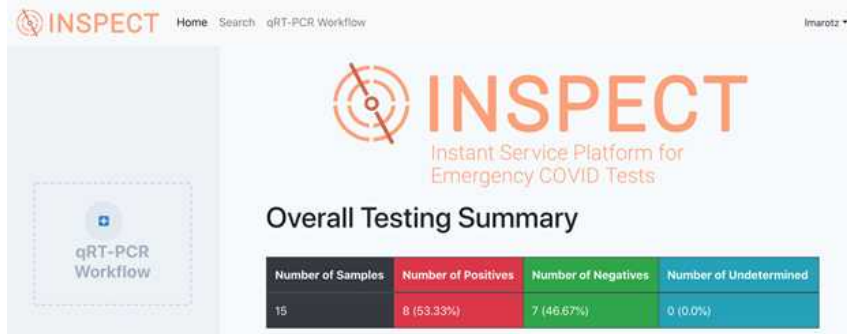 INSPECT Home Search qRT-PCR Workflow lmarotz
INSPECT
Instant Service Platform for
Emergency COVID Tests
qRT-PCR
Workflow
Overall Testing Summary
Number of Samples Number of Positives Number of Negatives Number of Undetermined
15 8 (53.33%) 7 (46.67%) 0 (0.0%)